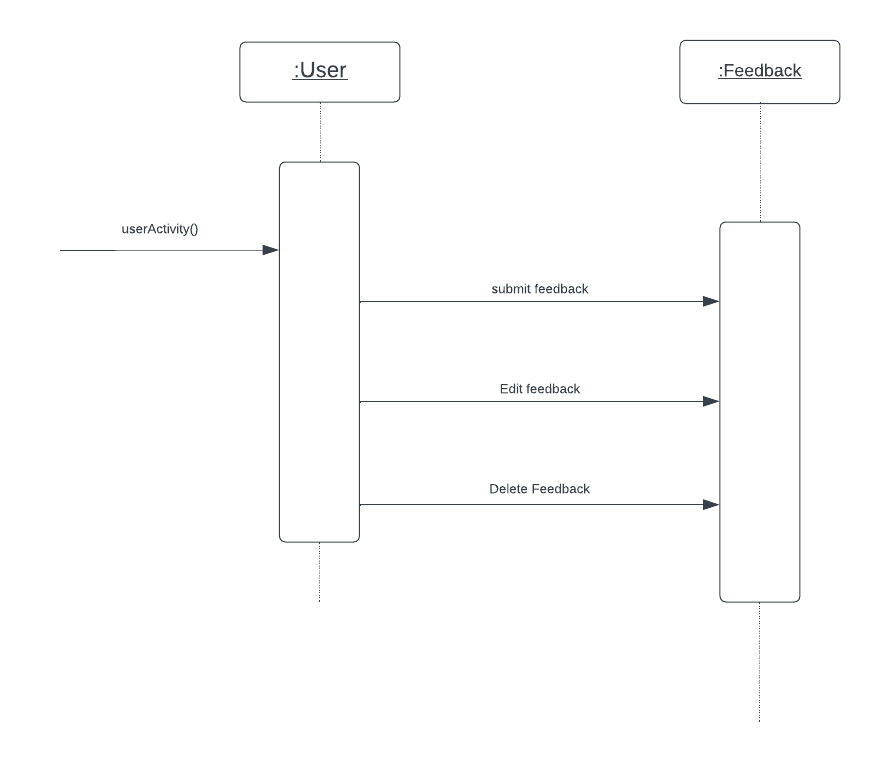 :User
:Feedback
userActivity()
submit feedback
Edit feedback
Delete Feedback